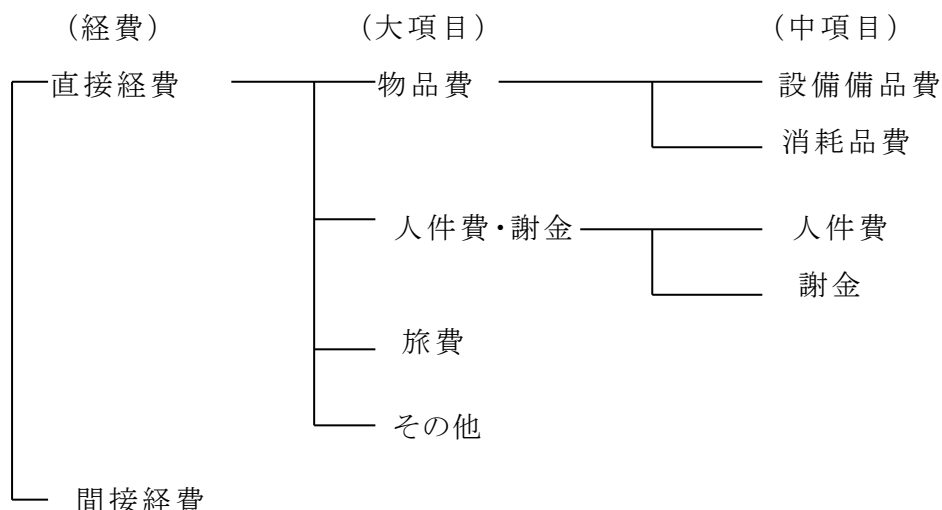 (経費) (大項目) (中項目)
直接経費 物品費 設備備品費
消耗品費
人件費・謝金 人件費
謝金
旅費
その他
間接経費